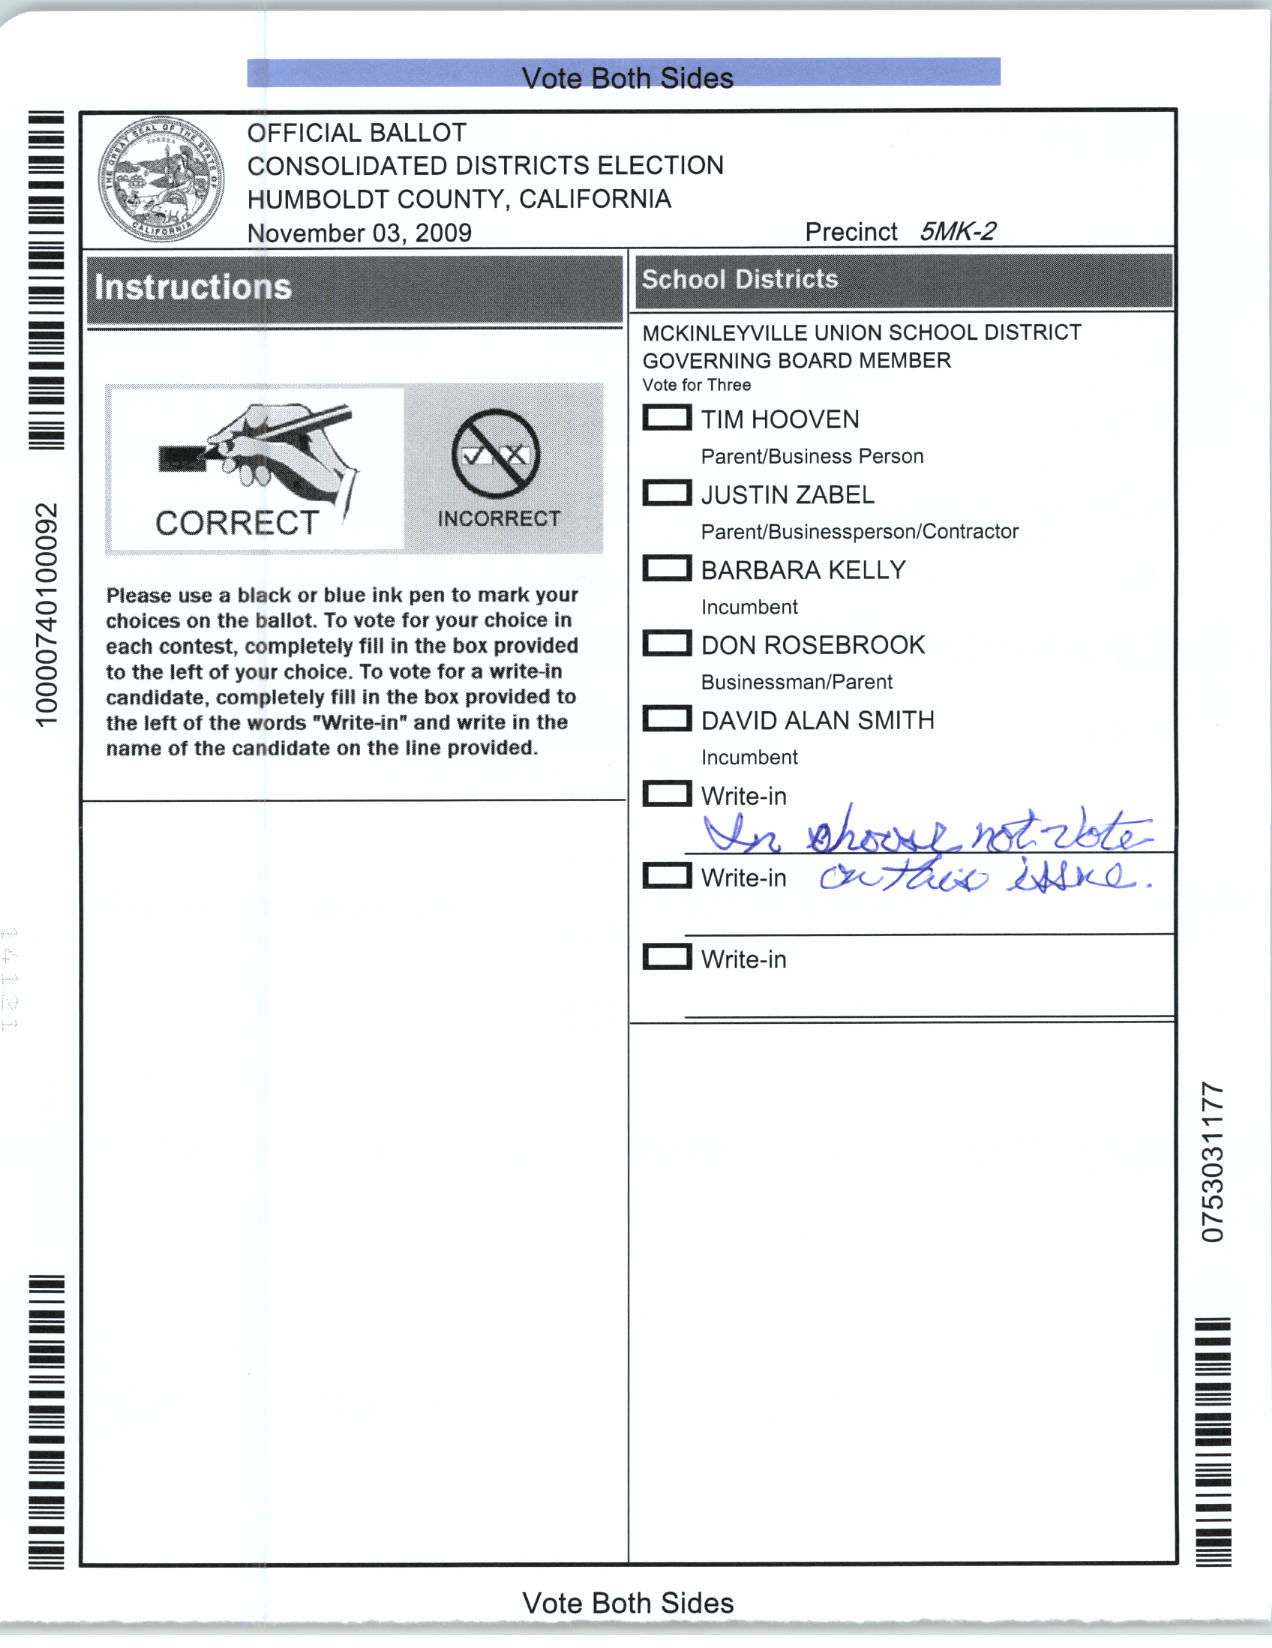 Vote Both Sides
OFFICIAL BALLOT
CONSOLIDATED DISTRICTS ELECTION
HUMBOLDT COUNTY, CALIFORNIA
November 03, 2009
Precinct 5MK-2
THE GREAT SEAL OF THE STATE OF CALIFORNIA
Instructions
CORRECT
INCORRECT
Please use a black or blue ink pen to mark your
choices on the ballot. To vote for your choice in
each contest, completely fill in the box provided
to the left of your choice. To vote for a write-in
candidate, completely fill in the box provided to
the left of the words "Write-in" and write in the
name of the candidate on the line provided.
School Districts
MCKINLEYVILLE UNION SCHOOL DISTRICT
GOVERNING BOARD MEMBER
Vote for Three
TIM HOOVEN
Parent/Business Person
JUSTIN ZABEL
Parent/Businessperson/Contractor
BARBARA KELLY
Incumbent
DON ROSEBROOK
Businessman/Parent
DAVID ALAN SMITH
Incumbent
Write-in
choose not vote
Write-in on this issue.
Write-in
10000740100092
0753031177
14121
Vote Both Sides